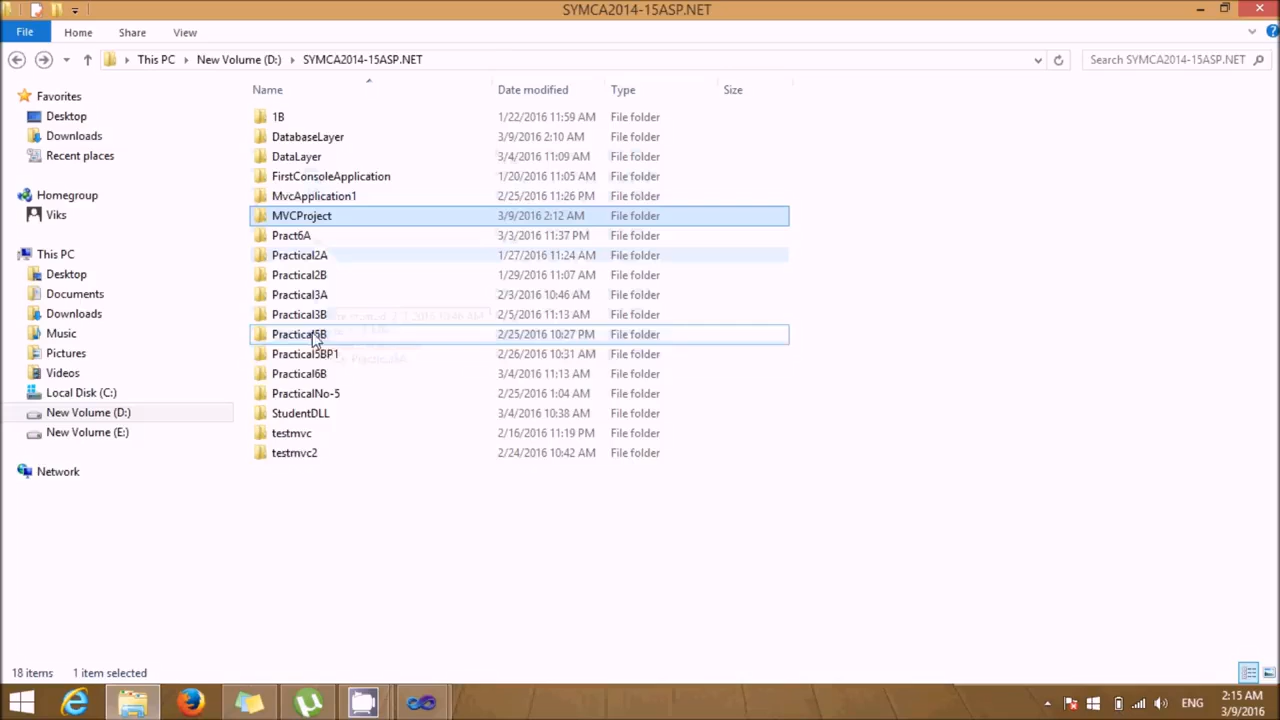 SYMCA2014-15ASP.NET
File Home Share View
This PC New Volume (D:) SYMCA2014-15ASP.NET Search SYMCA2014-15ASP.NET
Name Date modified Type Size
Favorites
Desktop
Downloads
Recent places
Homegroup
Viks
This PC
Desktop
Documents
Downloads
Music
Pictures
Videos
Local Disk (C:)
New Volume (D:)
New Volume (E:)
Network
1B 1/22/2016 11:59 AM File folder
DatabaseLayer 3/9/2016 2:10 AM File folder
DataLayer 3/4/2016 11:09 AM File folder
FirstConsoleApplication 1/20/2016 11:05 AM File folder
MvcApplication1 2/25/2016 11:26 PM File folder
MVCProject 3/9/2016 2:12 AM File folder
Pract6A 3/3/2016 11:37 PM File folder
Practical2A 1/27/2016 11:24 AM File folder
Practical2B 1/29/2016 11:07 AM File folder
Practical3A 2/3/2016 10:46 AM File folder
Practical3B 2/5/2016 11:13 AM File folder
Practical5B 2/25/2016 10:27 PM File folder
Practical5BP1 2/26/2016 10:31 AM File folder
Practical6B 3/4/2016 11:13 AM File folder
PracticalNo-5 2/25/2016 1:04 AM File folder
StudentDLL 3/4/2016 10:38 AM File folder
testmvc 2/16/2016 11:19 PM File folder
testmvc2 2/24/2016 10:42 AM File folder
18 items 1 item selected
ENG
2:15 AM
3/9/2016